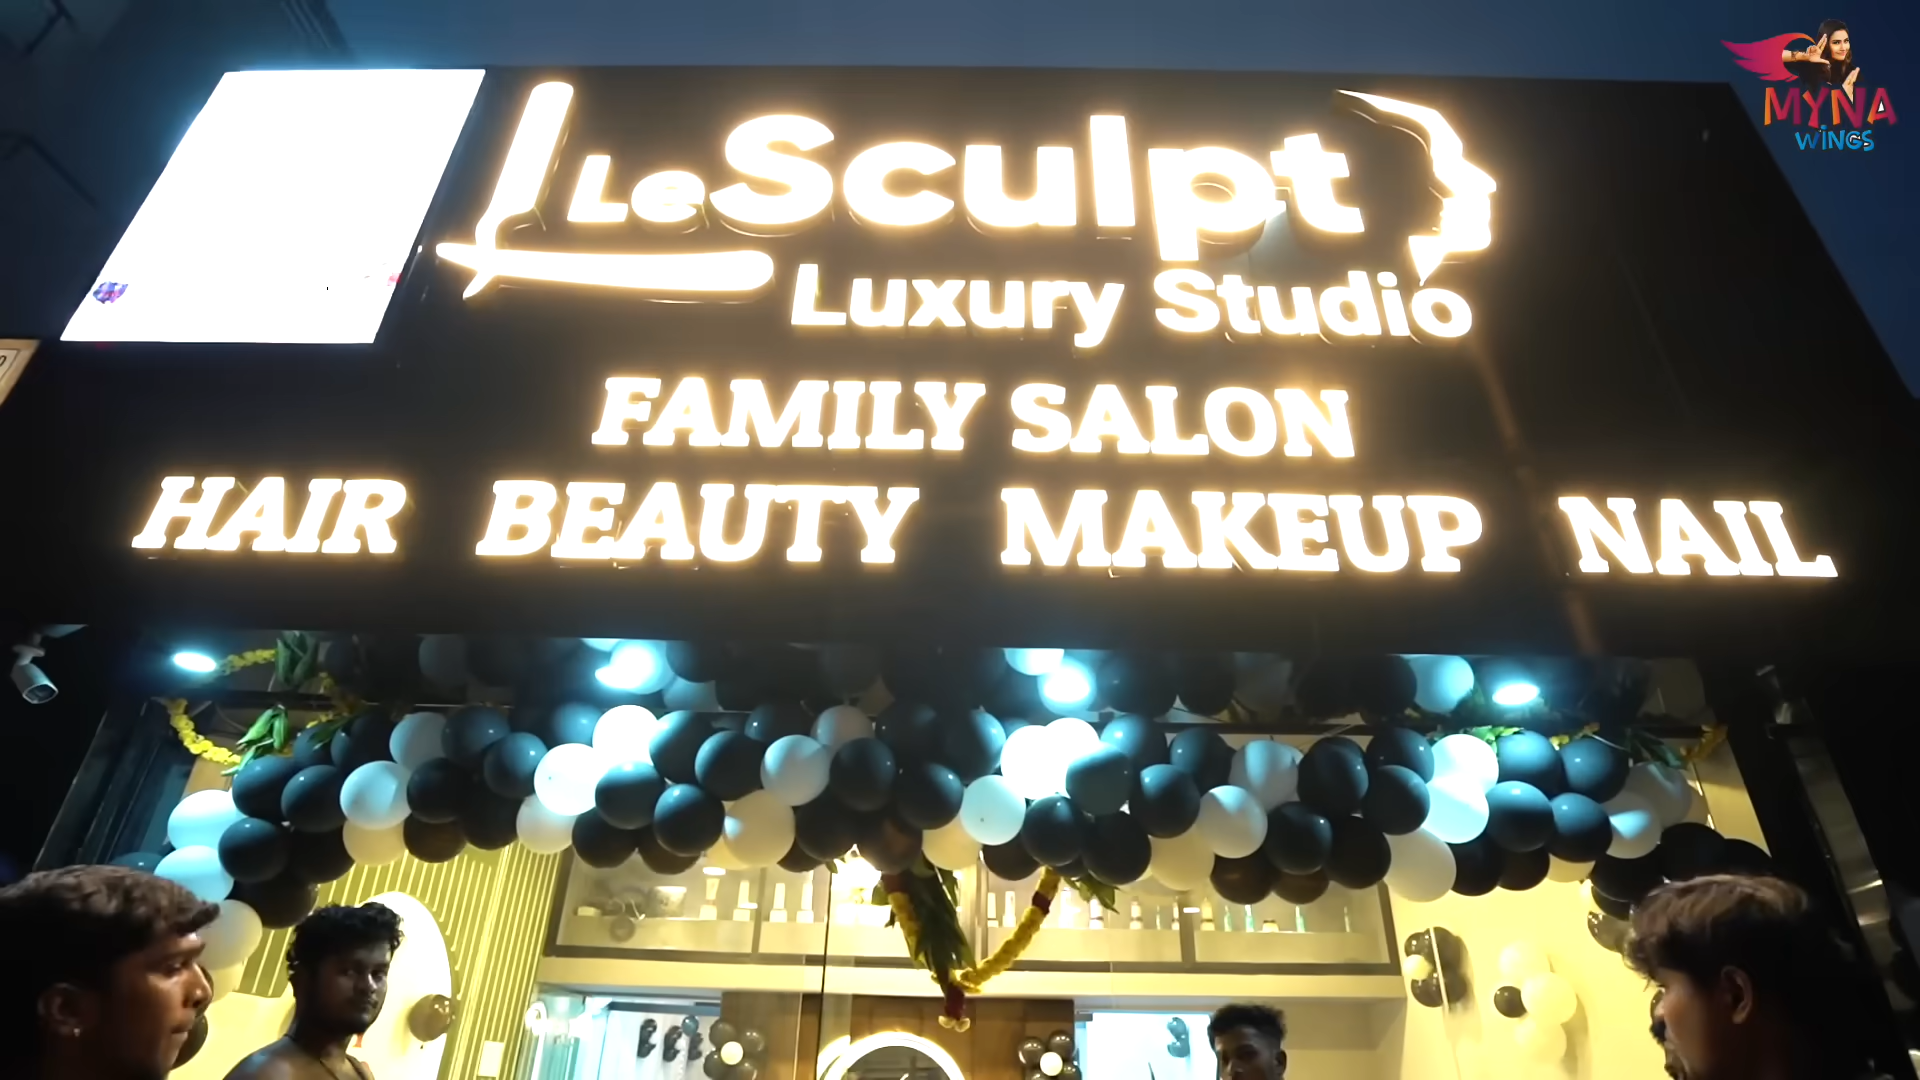 LeSculpt
Luxury Studio
FAMILY SALON
HAIR BEAUTY MAKEUP NAIL
MYNA
WiNGS